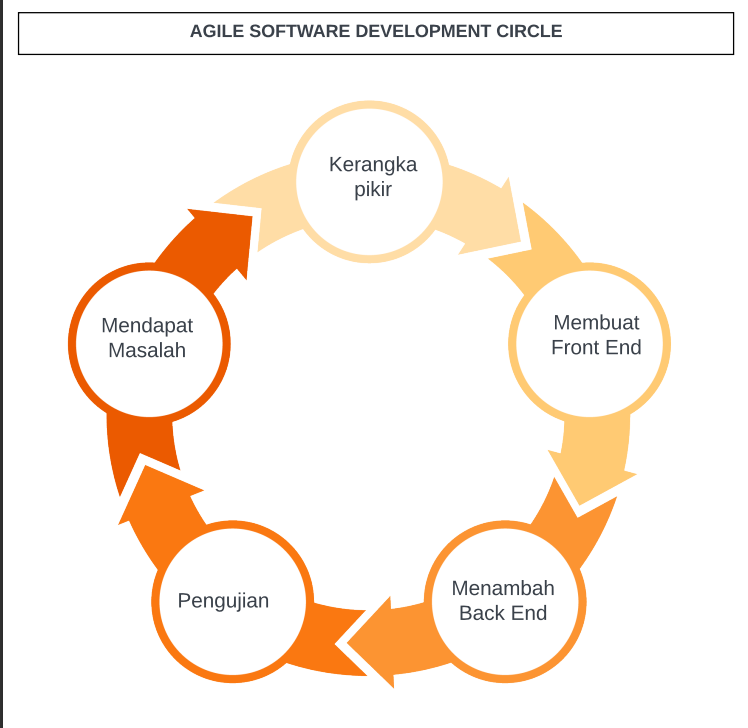 AGILE SOFTWARE DEVELOPMENT CIRCLE
Kerangka
pikir
Membuat
Front End
Menambah
Back End
Pengujian
Mendapat
Masalah